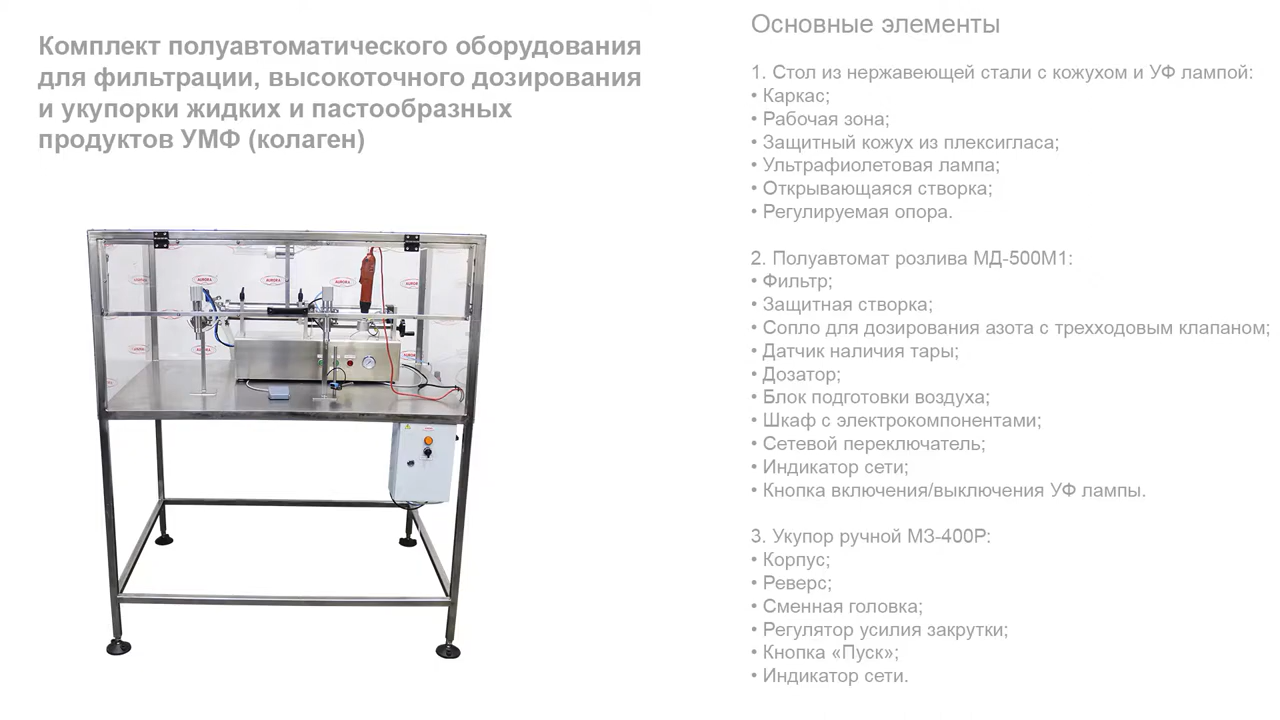 Комплект полуавтоматического оборудования
для фильтрации, высокоточного дозирования
и укупорки жидких и пастообразных
продуктов УМФ (колаген)
Основные элементы
1. Стол из нержавеющей стали с кожухом и УФ лампой:
• Каркас;
• Рабочая зона;
• Защитный кожух из плексигласа;
• Ультрафиолетовая лампа;
• Открывающаяся створка;
• Регулируемая опора.
2. Полуавтомат розлива МД-500М1:
• Фильтр;
• Защитная створка;
• Сопло для дозирования азота с трехходовым клапаном;
• Датчик наличия тары;
• Дозатор;
• Блок подготовки воздуха;
• Шкаф с электрокомпонентами;
• Сетевой переключатель;
• Индикатор сети;
• Кнопка включения/выключения УФ лампы.
3. Укупор ручной МЗ-400Р:
• Корпус;
• Реверс;
• Сменная головка;
• Регулятор усилия закрутки;
• Кнопка «Пуск»;
• Индикатор сети.
AURORA
AURORA
AURORA